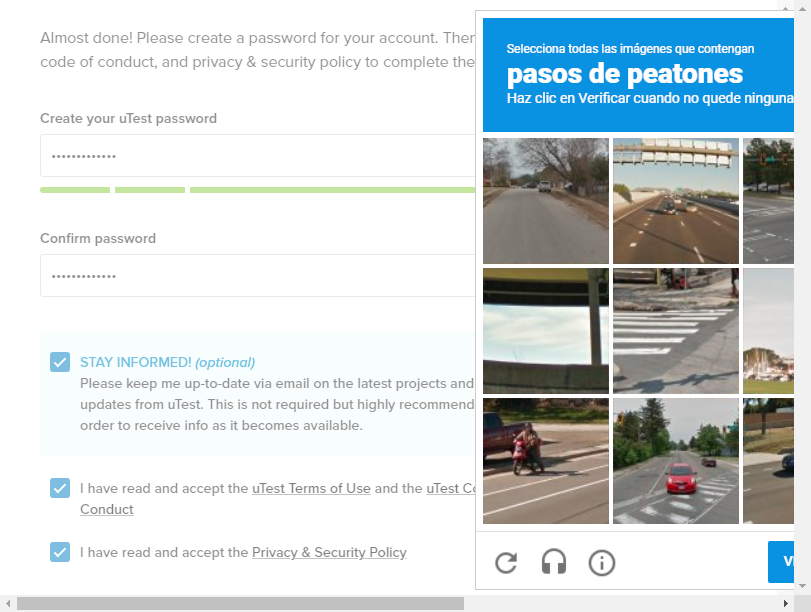 Almost done! Please create a password for your account. Then
code of conduct, and privacy & security policy to complete the
Create your uTest password
•••••••••••••
Confirm password
•••••••••••••
STAY INFORMED! (optional)
Please keep me up-to-date via email on the latest projects and
updates from uTest. This is not required but highly recommend
order to receive info as it becomes available.
I have read and accept the uTest Terms of Use and the uTest Co
Conduct
I have read and accept the Privacy & Security Policy
Selecciona todas las imágenes que contengan
pasos de peatones
Haz clic en Verificar cuando no quede ninguna